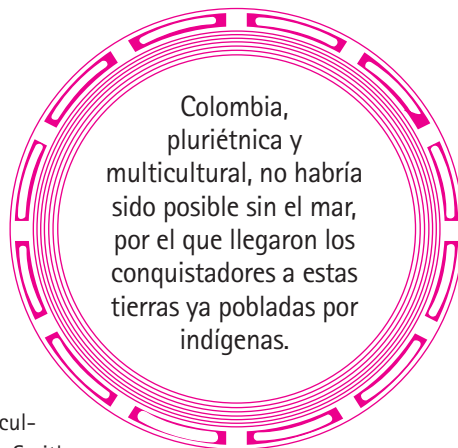 Colombia,
pluriétnica y
multicultural, no habría
sido posible sin el mar,
por el que llegaron los
conquistadores a estas
tierras ya pobladas por
indígenas.
cul-